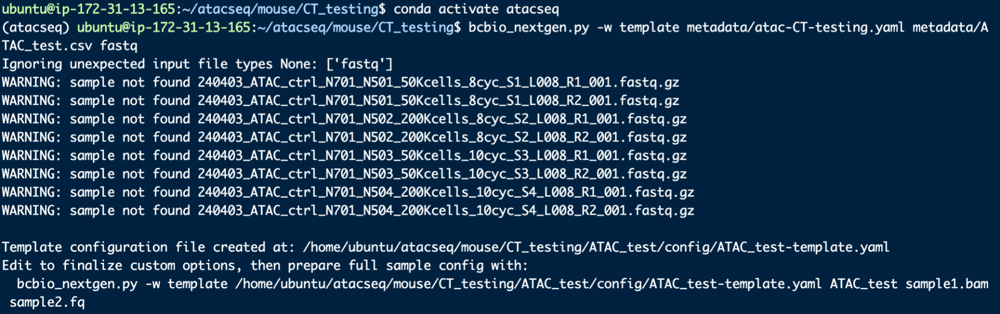 ubuntu@ip-172-31-13-165:~/atacseq/mouse/CT_testing$ conda activate atacseq
(atacseq) ubuntu@ip-172-31-13-165:~/atacseq/mouse/CT_testing$ bcbio_nextgen.py -w template metadata/atac-CT-testing.yaml metadata/A
TAC_test.csv fastq
Ignoring unexpected input file types None: ['fastq']
WARNING: sample not found 240403_ATAC_ctrl_N701_N501_50Kcells_8cyc_S1_L008_R1_001.fastq.gz
WARNING: sample not found 240403_ATAC_ctrl_N701_N501_50Kcells_8cyc_S1_L008_R2_001.fastq.gz
WARNING: sample not found 240403_ATAC_ctrl_N701_N502_200Kcells_8cyc_S2_L008_R1_001.fastq.gz
WARNING: sample not found 240403_ATAC_ctrl_N701_N502_200Kcells_8cyc_S2_L008_R2_001.fastq.gz
WARNING: sample not found 240403_ATAC_ctrl_N701_N503_50Kcells_10cyc_S3_L008_R1_001.fastq.gz
WARNING: sample not found 240403_ATAC_ctrl_N701_N503_50Kcells_10cyc_S3_L008_R2_001.fastq.gz
WARNING: sample not found 240403_ATAC_ctrl_N701_N504_200Kcells_10cyc_S4_L008_R1_001.fastq.gz
WARNING: sample not found 240403_ATAC_ctrl_N701_N504_200Kcells_10cyc_S4_L008_R2_001.fastq.gz

Template configuration file created at: /home/ubuntu/atacseq/mouse/CT_testing/ATAC_test/config/ATAC_test-template.yaml
Edit to finalize custom options, then prepare full sample config with:
  bcbio_nextgen.py -w template /home/ubuntu/atacseq/mouse/CT_testing/ATAC_test/config/ATAC_test-template.yaml ATAC_test sample1.bam
 sample2.fq